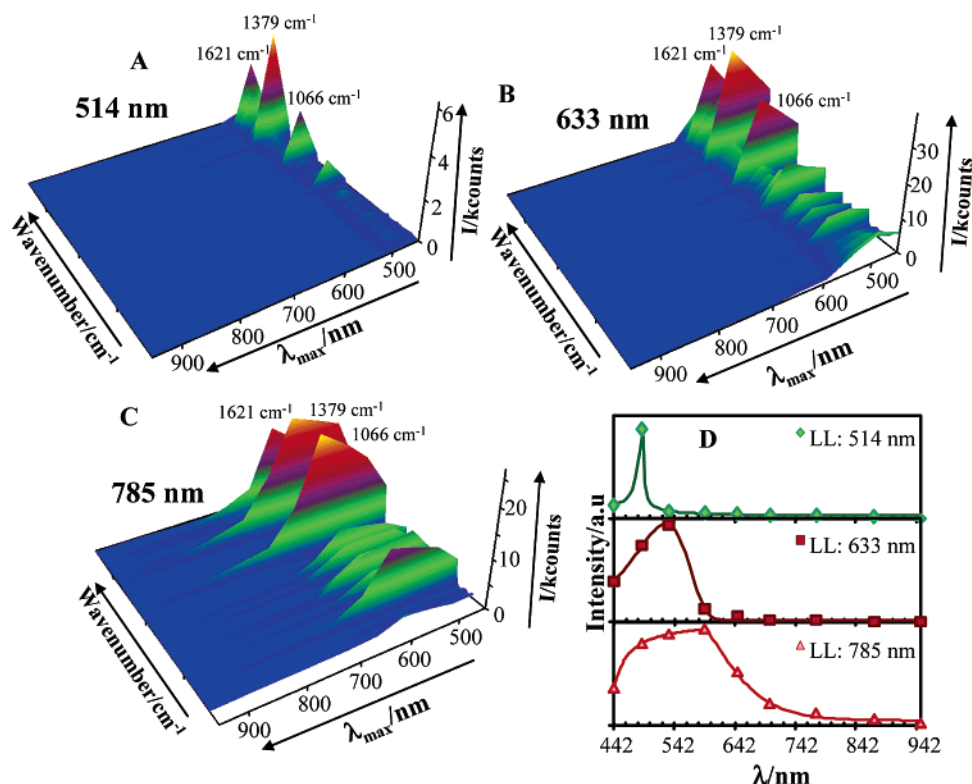 A
514 nm
1379 cm⁻¹
1621 cm⁻¹
1066 cm⁻¹
6
4
2
0
I/kcounts
500
600
700
800
900
λmax/nm
Wavenumber/cm⁻¹
B
633 nm
1379 cm⁻¹
1621 cm⁻¹
1066 cm⁻¹
30
20
10
0
I/kcounts
500
600
700
800
900
λmax/nm
Wavenumber/cm⁻¹
C
785 nm
1621 cm⁻¹
1379 cm⁻¹
1066 cm⁻¹
20
10
0
I/kcounts
500
600
700
800
900
λmax/nm
Wavenumber/cm⁻¹
D
LL: 514 nm
LL: 633 nm
LL: 785 nm
Intensity/a.u
442 542 642 742 842 942
λ/nm